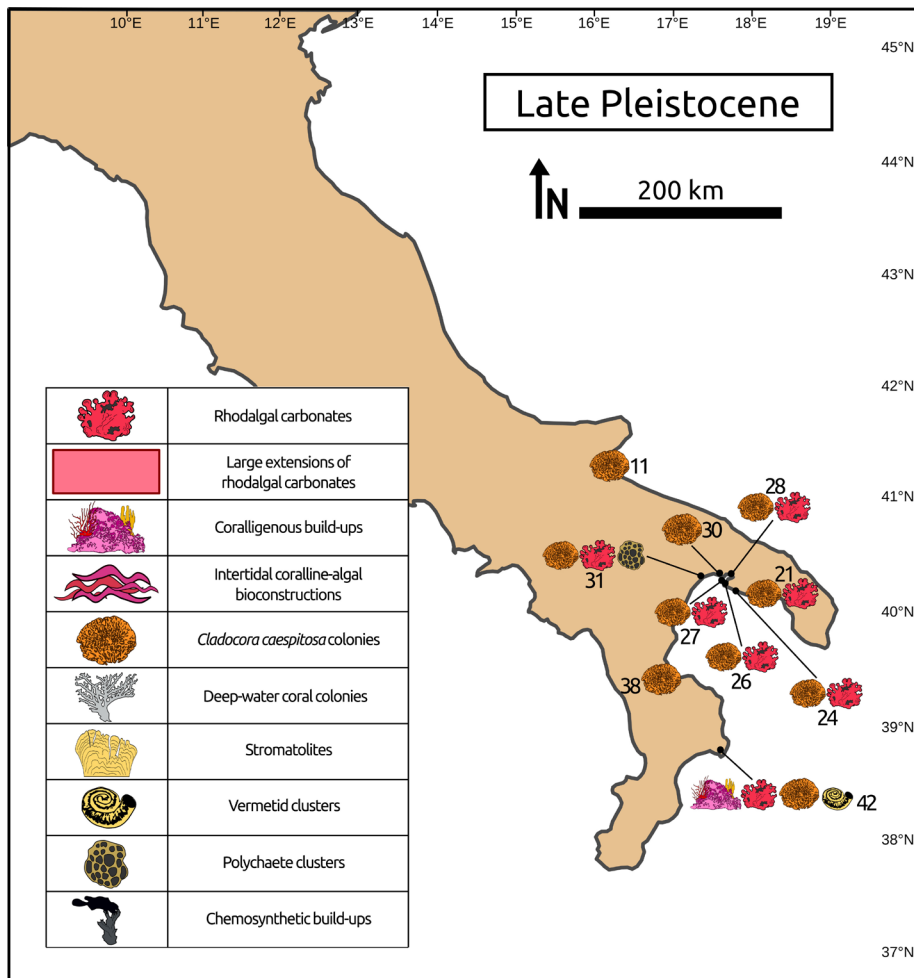 10°E 11°E 12°E 13°E 14°E 15°E 16°E 17°E 18°E 19°E
45°N
Late Pleistocene
44°N
N
200 km
43°N
42°N
Rhodalgal carbonates
Large extensions of
rhodalgal carbonates
Coralligenous build-ups
Intertidal coralline-algal
bioconstructions
Cladocora caespitosa colonies
Deep-water coral colonies
Stromatolites
Vermetid clusters
Polychaete clusters
Chemosynthetic build-ups
11
28
41°N
30
31
21
40°N
27
26
38
24
39°N
42
38°N
37°N